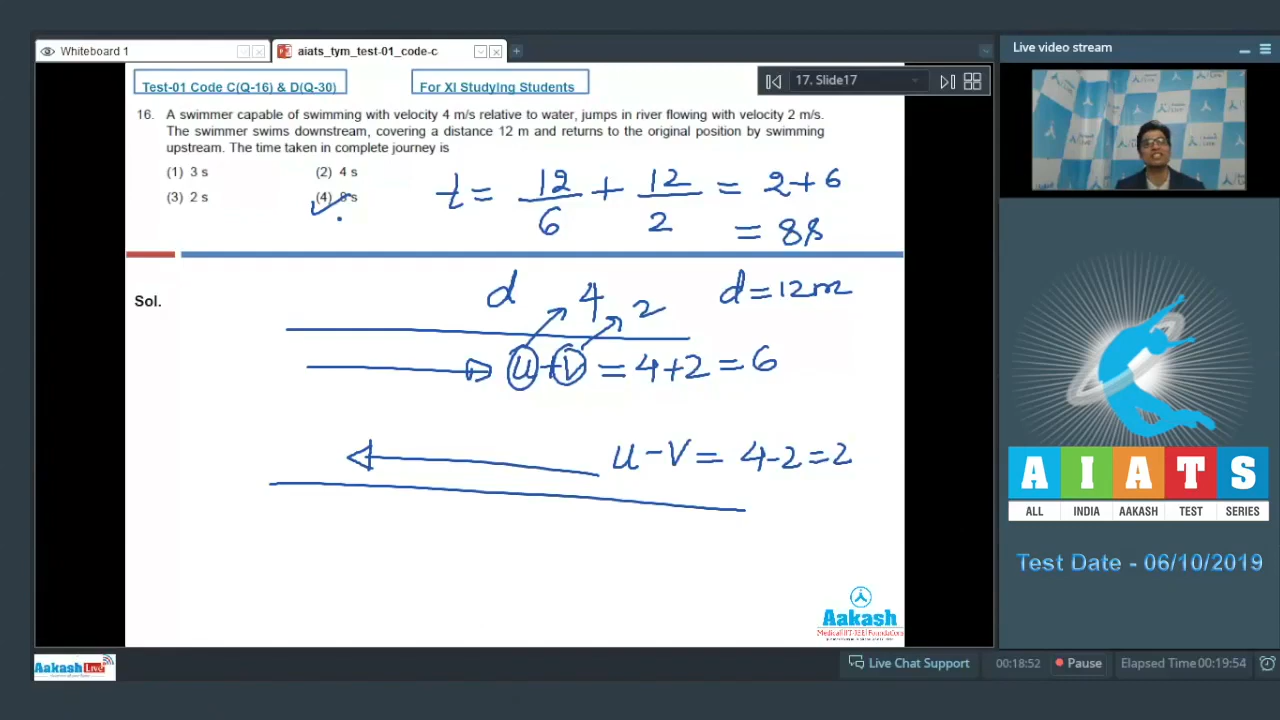 Whiteboard 1
aiats_tym_test-01_code-c
Live video stream
17. Slide17
Test-01 Code C(Q-16) & D(Q-30)
For XI Studying Students
16. A swimmer capable of swimming with velocity 4 m/s relative to water, jumps in river flowing with velocity 2 m/s.
The swimmer swims downstream, covering a distance 12 m and returns to the original position by swimming
upstream. The time taken in complete journey is
(1) 3 s
(2) 4 s
(3) 2 s
(4) 8 s
t = 12/6 + 12/2 = 2+6
= 8s
Sol.
d 4 2 d = 12m
u + v = 4+2 = 6
u - v = 4-2 = 2
A I A T S
ALL INDIA AAKASH TEST SERIES
Test Date - 06/10/2019
Aakash
Medical|IIT-JEE|Foundations
Aakash Live
Live Chat Support
00:18:52
Pause
Elapsed Time 00:19:54